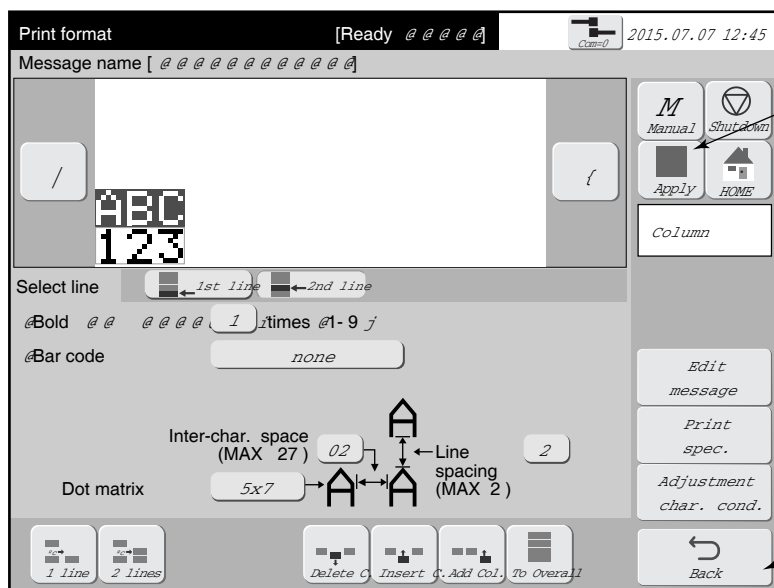 Print format [Ready @ @ @ @ @] Com=0 2015.07.07 12:45
Message name [ @ @ @ @ @ @ @ @ @ @ @ @]
M
Manual
Shutdown
/
{
Apply
HOME
ABC
123
Column
Select line 1st line 2nd line
@Bold @ @ @ @ @ @ 1 times @1- 9 j
@Bar code none
Edit
message
Print
spec.
Inter-char. space
(MAX 27 ) 02
Line
spacing
(MAX 2 )
2
Dot matrix 5x7
Adjustment
char. cond.
1 line
2 lines
Delete C.
Insert C.
Add Col.
To Overall
Back